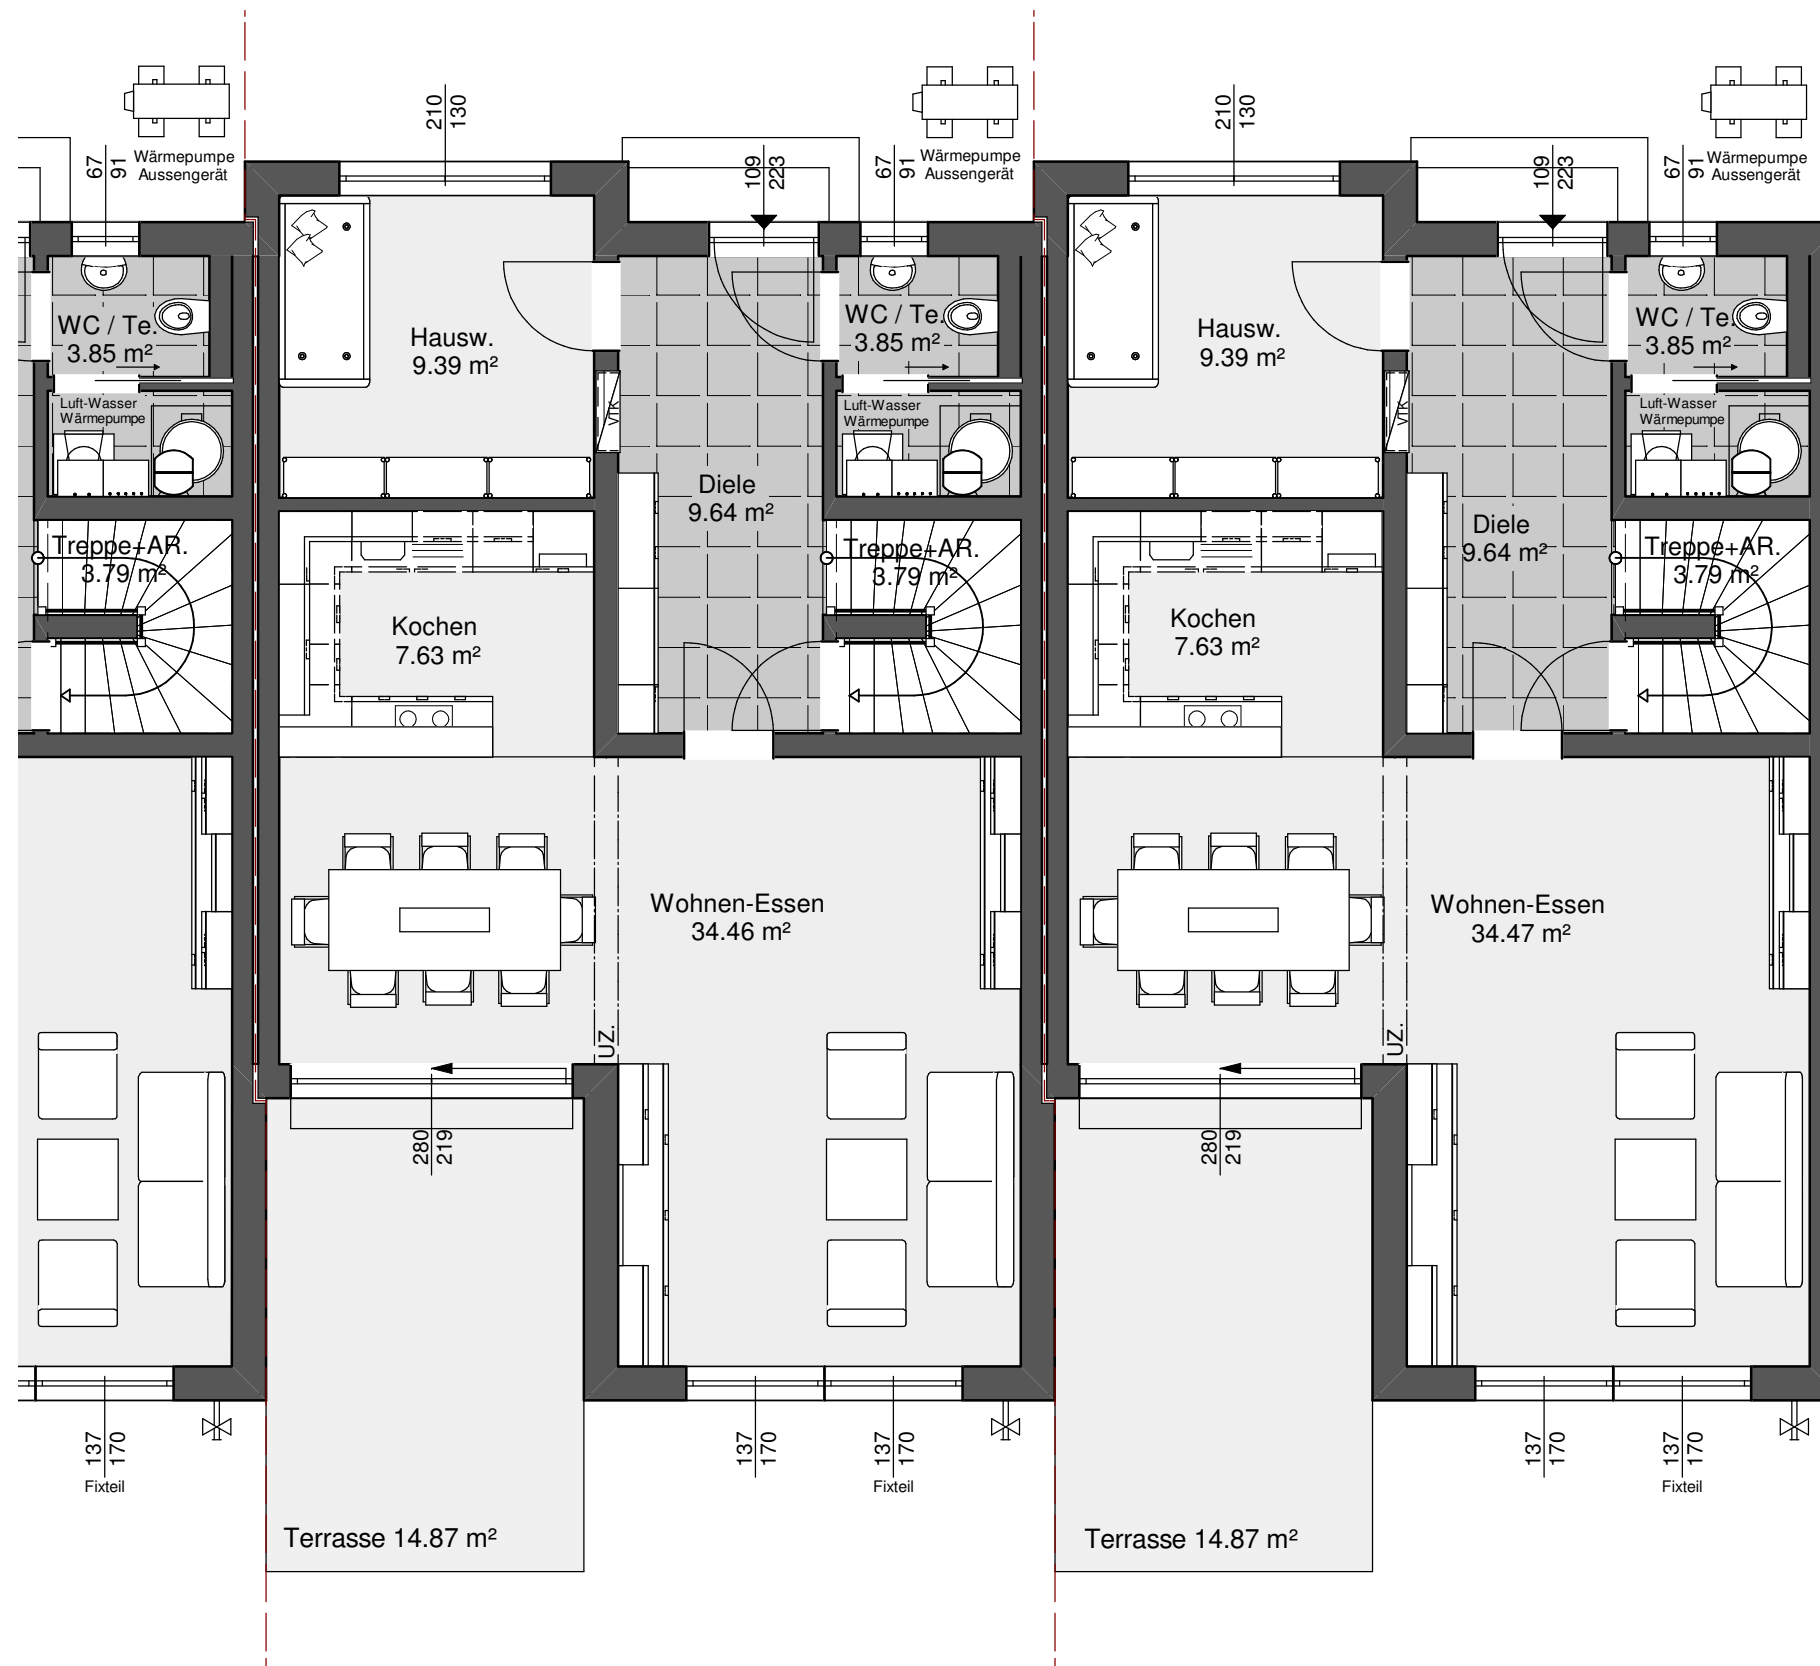 210
130
210
130
67
91
Wärmepumpe
Aussengerät
109
223
67
91
Wärmepumpe
Aussengerät
109
223
67
91
Wärmepumpe
Aussengerät
WC / Te.
3.85 m²
Hausw.
9.39 m²
WC / Te.
3.85 m²
Hausw.
9.39 m²
WC / Te.
3.85 m²
Luft-Wasser
Wärmepumpe
VTK
Luft-Wasser
Wärmepumpe
VTK
Luft-Wasser
Wärmepumpe
Diele
9.64 m²
Diele
9.64 m²
Treppe+AR.
3.79 m²
Treppe+AR.
3.79 m²
Treppe+AR.
3.79 m²
Kochen
7.63 m²
Kochen
7.63 m²
Wohnen-Essen
34.46 m²
Wohnen-Essen
34.47 m²
UZ.
UZ.
280
219
280
219
137
170
Fixteil
137
170
137
170
Fixteil
137
170
137
170
Fixteil
Terrasse 14.87 m²
Terrasse 14.87 m²